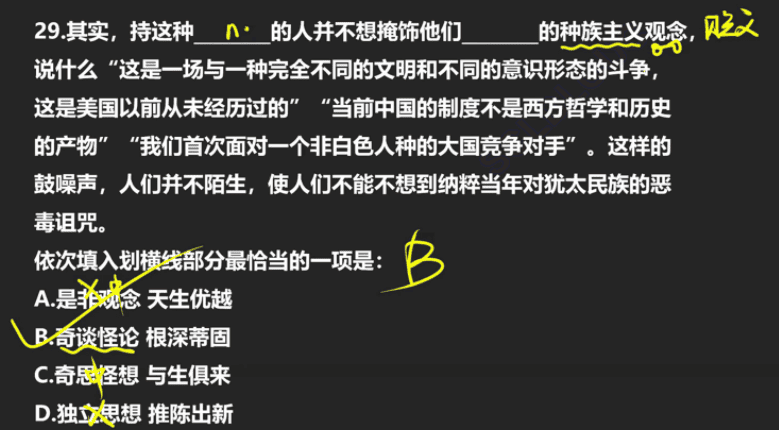 29.其实，持这种________的人并不想掩饰他们________的种族主义观念，
n.
贬义
说什么“这是一场与一种完全不同的文明和不同的意识形态的斗争，
这是美国以前从未经历过的”“当前中国的制度不是西方哲学和历史
的产物”“我们首次面对一个非白色人种的大国竞争对手”。这样的
鼓噪声，人们并不陌生，使人们不能不想到纳粹当年对犹太民族的恶
毒诅咒。
依次填入划横线部分最恰当的一项是：
B
A.是非观念 天生优越
B.奇谈怪论 根深蒂固
C.奇思怪想 与生俱来
D.独立思想 推陈出新